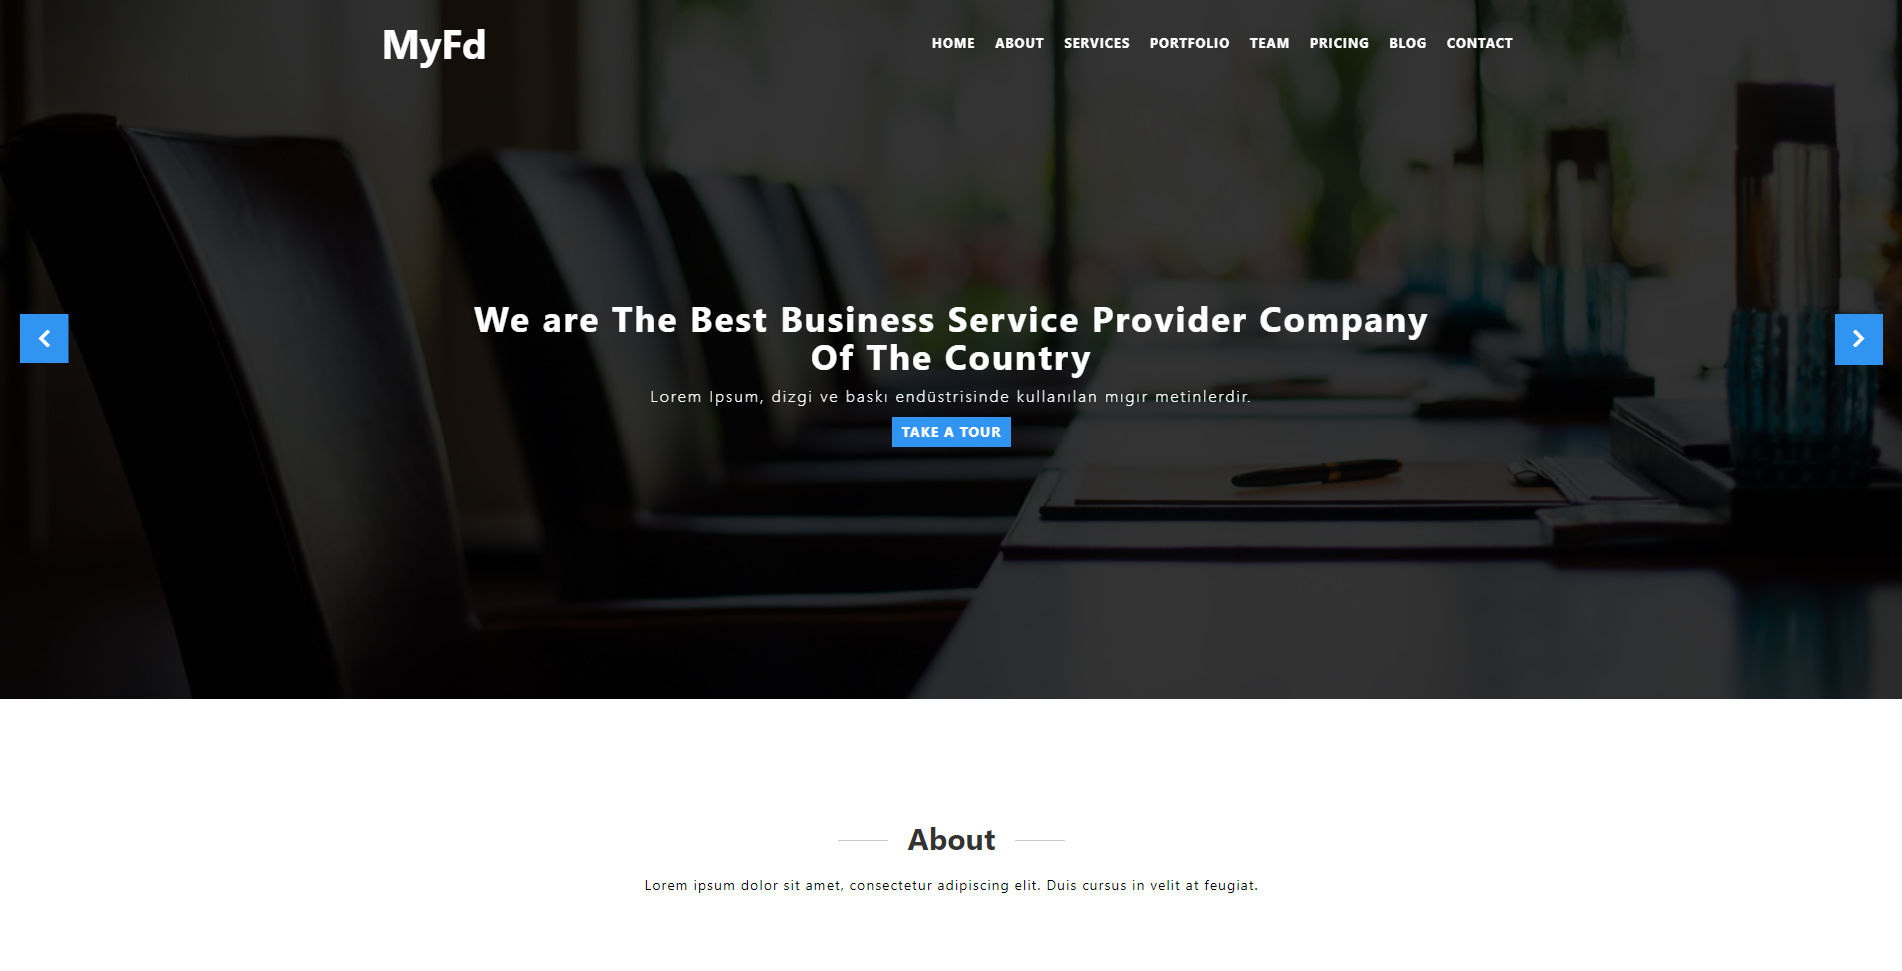 MyFd
HOME ABOUT SERVICES PORTFOLIO TEAM PRICING BLOG CONTACT
We are The Best Business Service Provider Company
Of The Country
Lorem Ipsum, dizgi ve baskı endüstrisinde kullanılan mıgır metinlerdir.
TAKE A TOUR
About
Lorem ipsum dolor sit amet, consectetur adipiscing elit. Duis cursus in velit at feugiat.